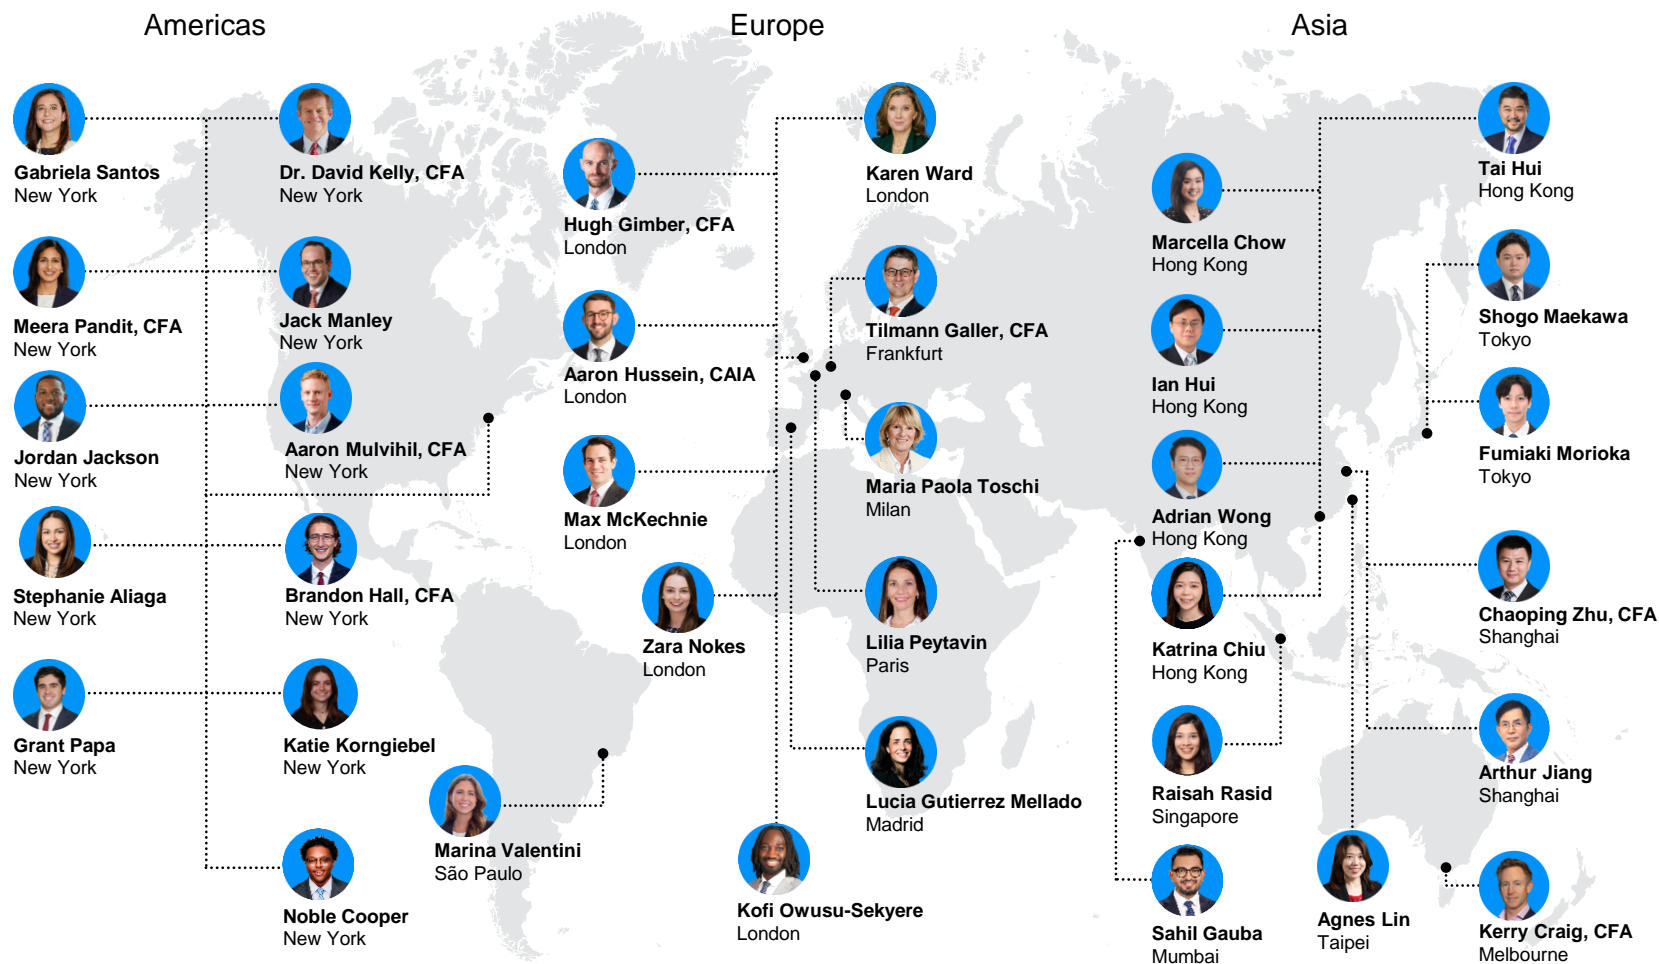 Americas
Europe
Asia
Gabriela Santos
New York
Dr. David Kelly, CFA
New York
Meera Pandit, CFA
New York
Jack Manley
New York
Jordan Jackson
New York
Aaron Mulvihil, CFA
New York
Stephanie Aliaga
New York
Brandon Hall, CFA
New York
Grant Papa
New York
Katie Korngiebel
New York
Noble Cooper
New York
Marina Valentini
São Paulo
Hugh Gimber, CFA
London
Karen Ward
London
Aaron Hussein, CAIA
London
Tilmann Galler, CFA
Frankfurt
Max McKechnie
London
Maria Paola Toschi
Milan
Zara Nokes
London
Lilia Peytavin
Paris
Lucia Gutierrez Mellado
Madrid
Kofi Owusu-Sekyere
London
Marcella Chow
Hong Kong
Tai Hui
Hong Kong
Ian Hui
Hong Kong
Shogo Maekawa
Tokyo
Adrian Wong
Hong Kong
Fumiaki Morioka
Tokyo
Katrina Chiu
Hong Kong
Chaoping Zhu, CFA
Shanghai
Raisah Rasid
Singapore
Arthur Jiang
Shanghai
Sahil Gauba
Mumbai
Agnes Lin
Taipei
Kerry Craig, CFA
Melbourne